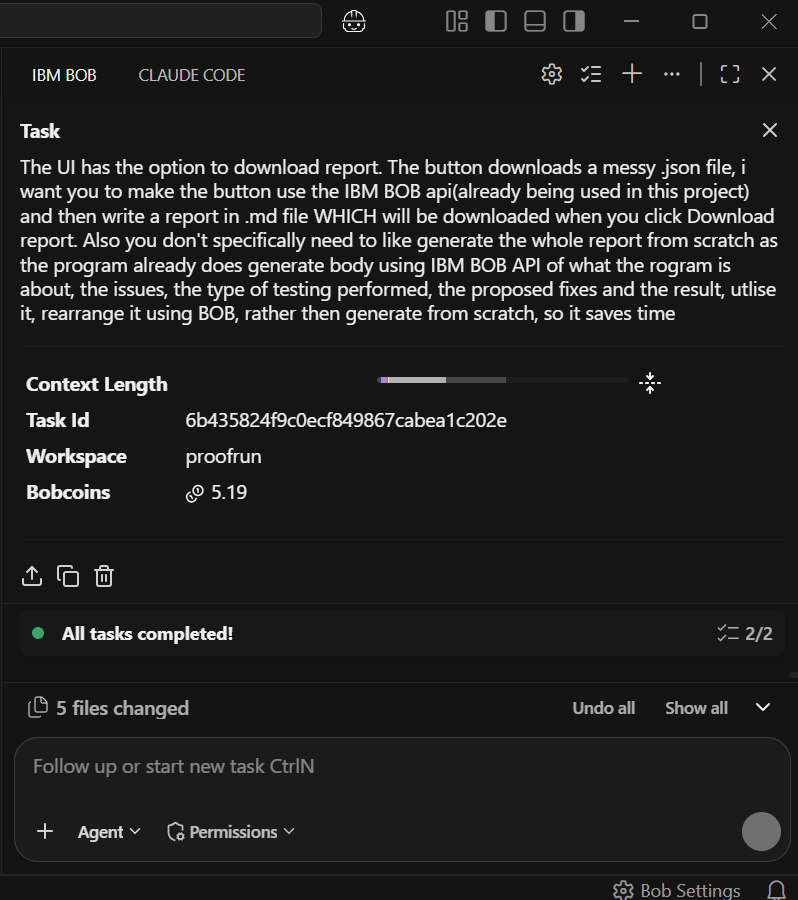 IBM BOB CLAUDE CODE
Task
The UI has the option to download report. The button downloads a messy .json file, i
want you to make the button use the IBM BOB api(already being used in this project)
and then write a report in .md file WHICH will be downloaded when you click Download
report. Also you don't specifically need to like generate the whole report from scratch as
the program already does generate body using IBM BOB API of what the rogram is
about, the issues, the type of testing performed, the proposed fixes and the result, utlise
it, rearrange it using BOB, rather then generate from scratch, so it saves time
Context Length
Task Id 6b435824f9c0ecf849867cabea1c202e
Workspace proofrun
Bobcoins 5.19
All tasks completed! 2/2
5 files changed Undo all Show all
Follow up or start new task CtrlN
Agent Permissions
Bob Settings